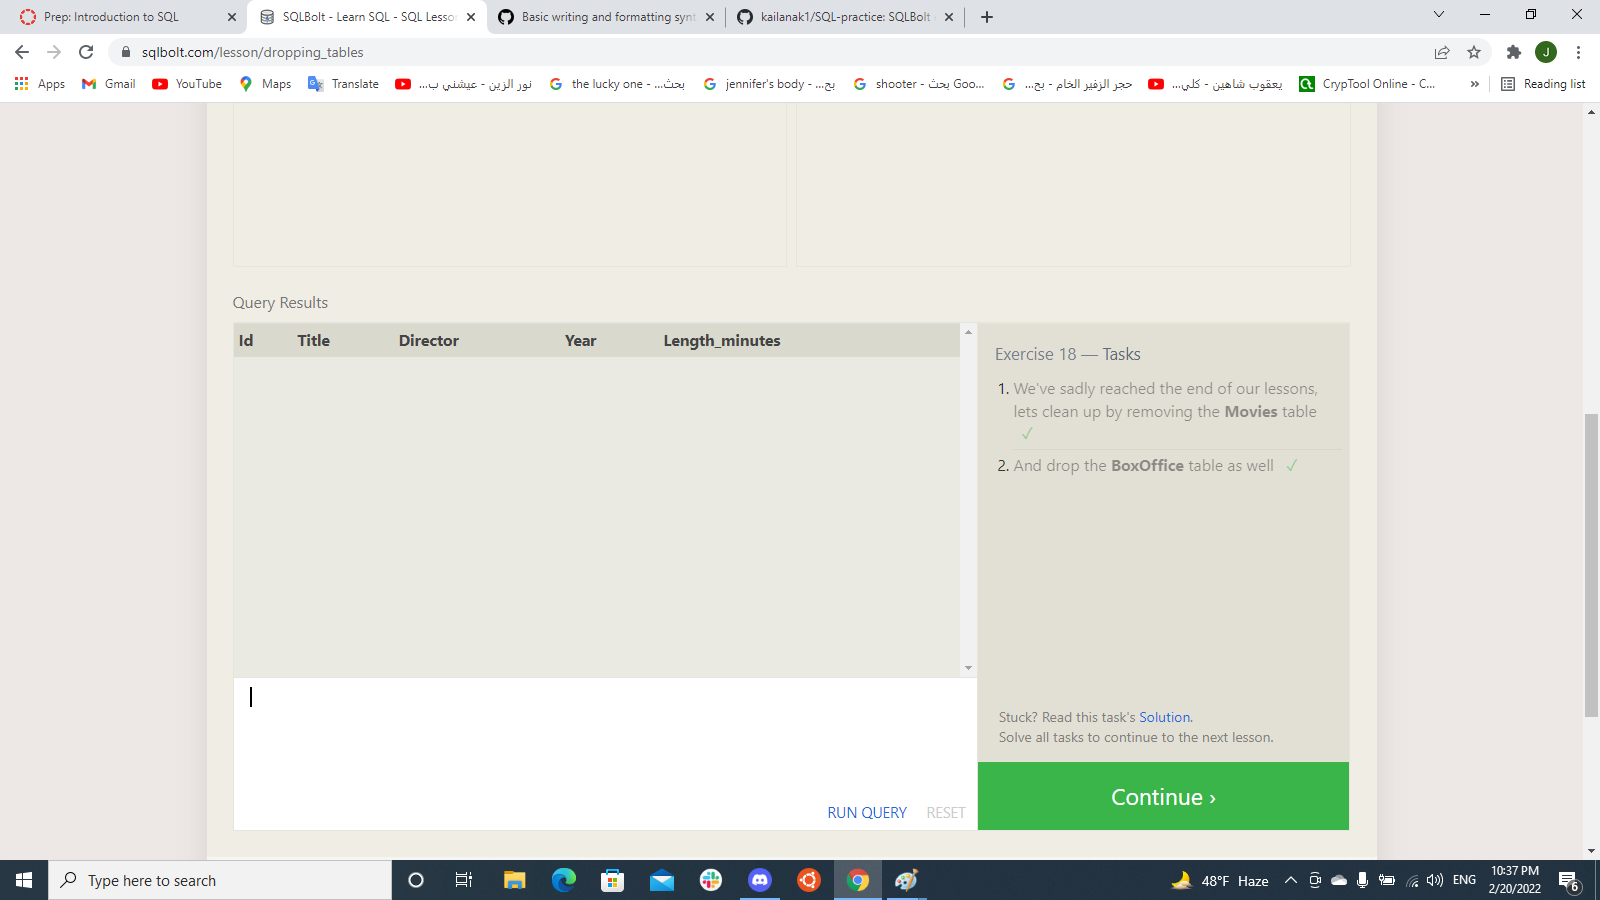 Prep: Introduction to SQL
SQLBolt - Learn SQL - SQL Lesson
Basic writing and formatting synt
kailanak1/SQL-practice: SQLBolt
sqlbolt.com/lesson/dropping_tables
J
Apps
Gmail
YouTube
Maps
Translate
نور الزين - عيشني ب...
the lucky one - بحث...
jennifer's body - بح...
shooter - بحث Goo...
حجر الزفير الخام - بح...
يعقوب شاهين - كلي...
CrypTool Online - C...
»
Reading list
Query Results
Id Title Director Year Length_minutes
Exercise 18 — Tasks
1. We've sadly reached the end of our lessons,
lets clean up by removing the Movies table
✓
2. And drop the BoxOffice table as well ✓
Stuck? Read this task's Solution.
Solve all tasks to continue to the next lesson.
RUN QUERY RESET
Continue ›
Type here to search
48°F Haze
ENG
10:37 PM
2/20/2022
6